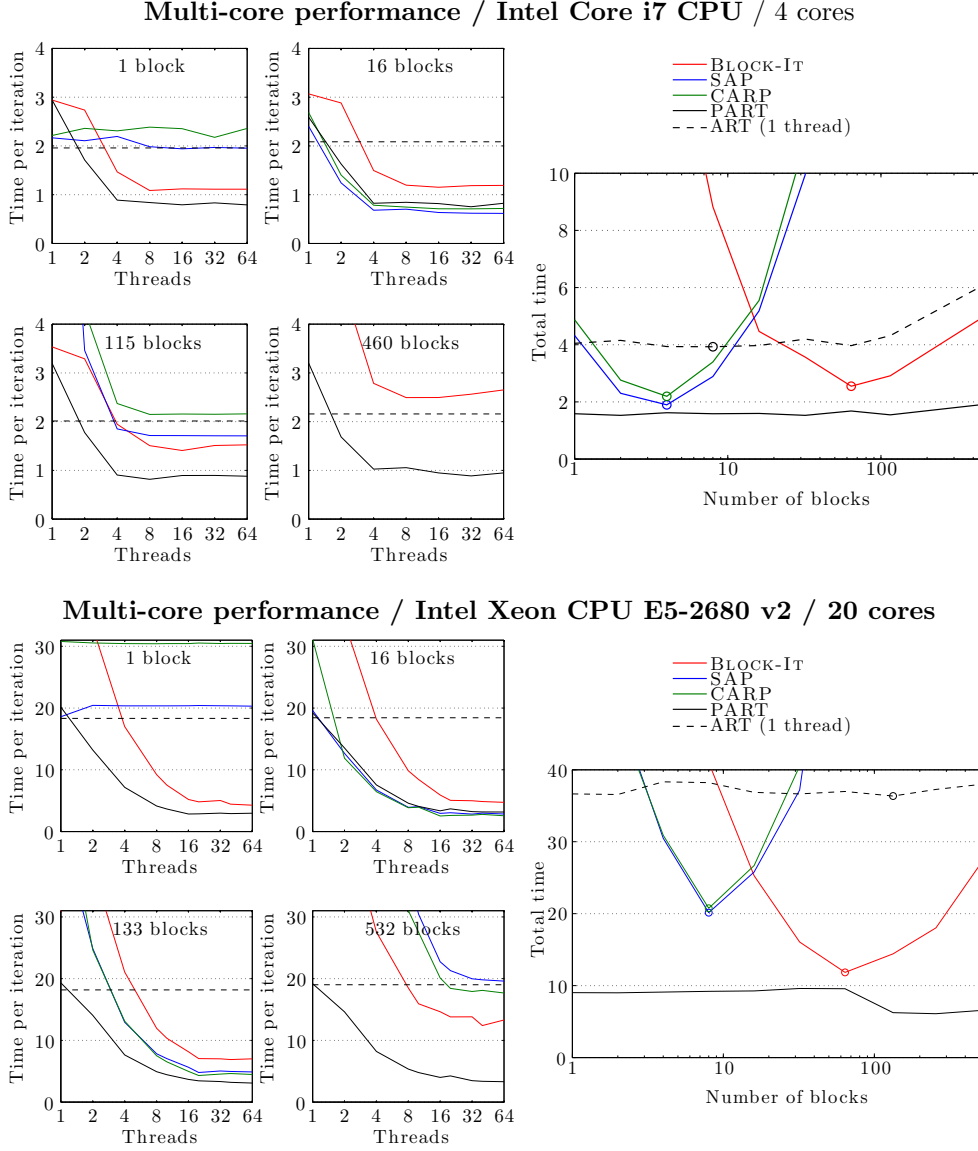 Multi-core performance / Intel Core i7 CPU / 4 cores
4
3
2
1
0
Time per iteration
1 block
1 2 4 8 16 32 64
Threads
4
3
2
1
0
Time per iteration
16 blocks
1 2 4 8 16 32 64
Threads
4
3
2
1
0
Time per iteration
115 blocks
1 2 4 8 16 32 64
Threads
4
3
2
1
0
Time per iteration
460 blocks
1 2 4 8 16 32 64
Threads
BLOCK-IT
SAP
CARP
PART
ART (1 thread)
10
8
6
4
2
0
Total time
1 10 100
Number of blocks
Multi-core performance / Intel Xeon CPU E5-2680 v2 / 20 cores
30
20
10
0
Time per iteration
1 block
1 2 4 8 16 32 64
Threads
30
20
10
0
Time per iteration
16 blocks
1 2 4 8 16 32 64
Threads
30
20
10
0
Time per iteration
133 blocks
1 2 4 8 16 32 64
Threads
30
20
10
0
Time per iteration
532 blocks
1 2 4 8 16 32 64
Threads
BLOCK-IT
SAP
CARP
PART
ART (1 thread)
40
30
20
10
0
Total time
1 10 100
Number of blocks